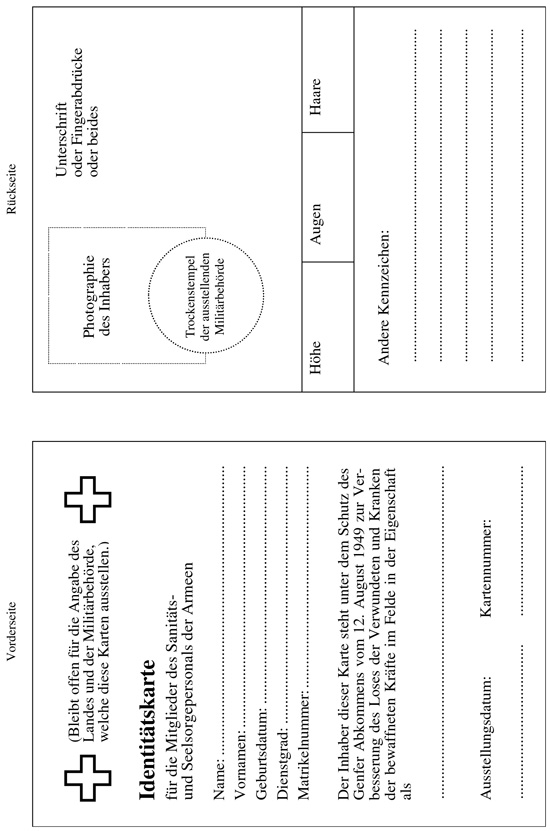 Vorderseite
(Bleibt offen für die Angabe des
Landes und der Militärbehörde,
welche diese Karten ausstellen.)
Identitätskarte
für die Mitglieder des Sanitäts-
und Seelsorgepersonals der Armeen
Name: ........................................
Vornamen: ........................................
Geburtsdatum: ........................................
Dienstgrad: ........................................
Matrikelnummer: ........................................
Der Inhaber dieser Karte steht unter dem Schutz des
Genfer Abkommens vom 12. August 1949 zur Ver-
besserung des Loses der Verwundeten und Kranken
der bewaffneten Kräfte im Felde in der Eigenschaft
als
Ausstellungsdatum: Kartennummer:
Rückseite
Photographie
des Inhabers
Unterschrift
oder Fingerabdrücke
oder beides
Trockenstempel
der ausstellenden
Militärbehörde
Höhe Augen Haare
Andere Kennzeichen: